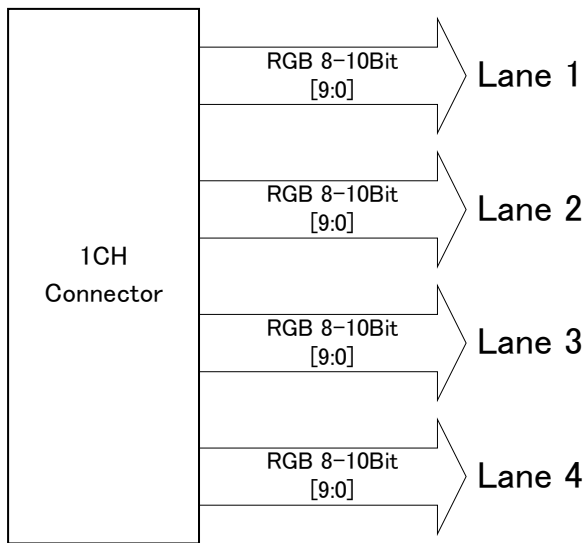 1CH
Connector
RGB 8-10Bit
[9:0]
Lane 1
RGB 8-10Bit
[9:0]
Lane 2
RGB 8-10Bit
[9:0]
Lane 3
RGB 8-10Bit
[9:0]
Lane 4